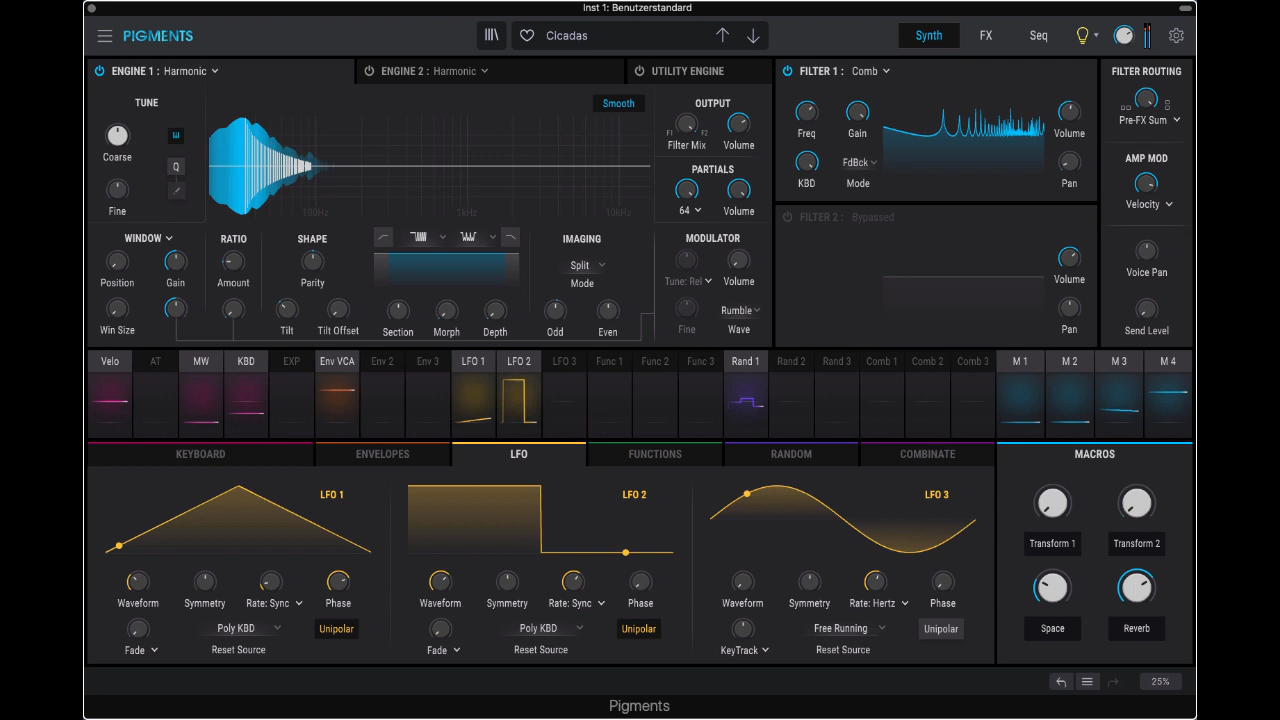 Inst 1: Benutzerstandard
PIGMENTS
Cicadas
Synth FX Seq
ENGINE 1: Harmonic
ENGINE 2: Harmonic
UTILITY ENGINE
FILTER 1: Comb
FILTER ROUTING
TUNE
Smooth
Coarse
Q
Fine
100Hz 1kHz 10kHz
OUTPUT
F1 F2
Filter Mix Volume
PARTIALS
64 Volume
Freq Gain Volume
FdBck
KBD Mode Pan
Pre-FX Sum
AMP MOD
Velocity
WINDOW RATIO SHAPE
IMAGING
MODULATOR
FILTER 2: Bypassed
Position Gain Amount Parity
Split
Mode
Tune: Rel Volume
Volume
Voice Pan
Win Size Tilt Tilt Offset Section Morph Depth Odd Even
Rumble
Fine Wave
Pan
Send Level
Velo AT MW KBD EXP Env VCA Env 2 Env 3 LFO 1 LFO 2 LFO 3 Func 1 Func 2 Func 3 Rand 1 Rand 2 Rand 3 Comb 1 Comb 2 Comb 3 M 1 M 2 M 3 M 4
KEYBOARD ENVELOPES LFO FUNCTIONS RANDOM COMBINATE MACROS
LFO 1 LFO 2 LFO 3
Transform 1 Transform 2
Waveform Symmetry Rate: Sync Phase
Waveform Symmetry Rate: Sync Phase
Waveform Symmetry Rate: Hertz Phase
Poly KBD Unipolar
Poly KBD Unipolar
Free Running Unipolar
Space Reverb
Fade Reset Source
Fade Reset Source
KeyTrack Reset Source
25%
Pigments